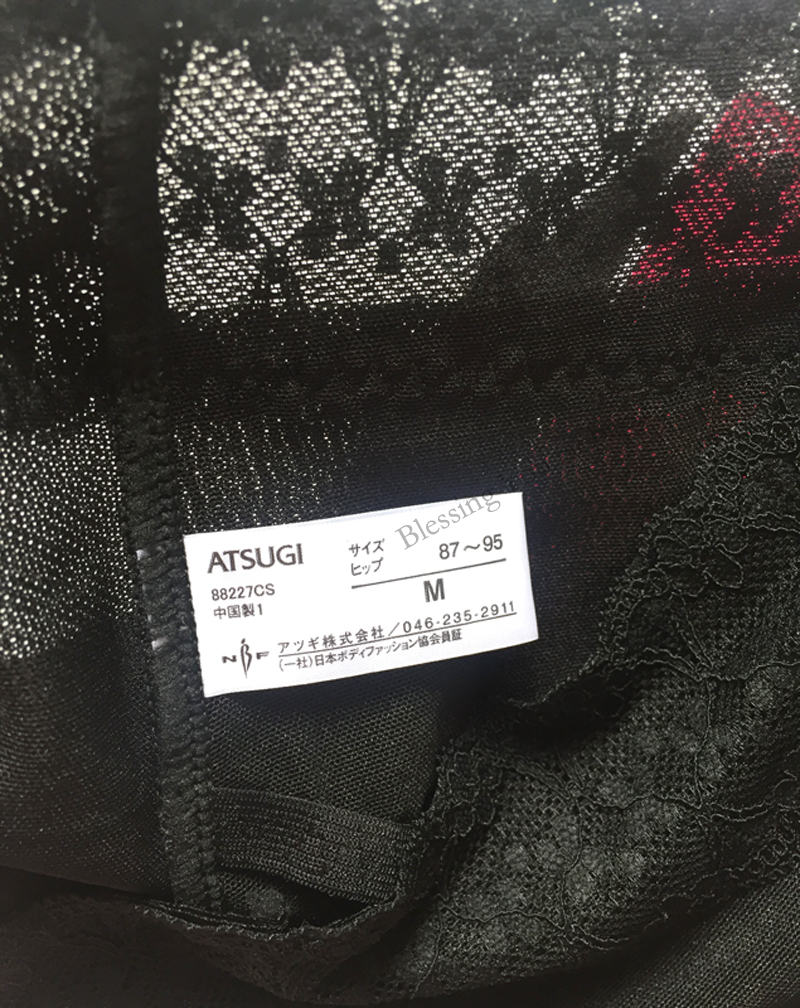 ATSUGI
88227CS
中国製1
サイズ
ヒップ
87～95
M
Blessing
NBF
アツギ株式会社／046-235-2911
(一社)日本ボディファッション協会会員証